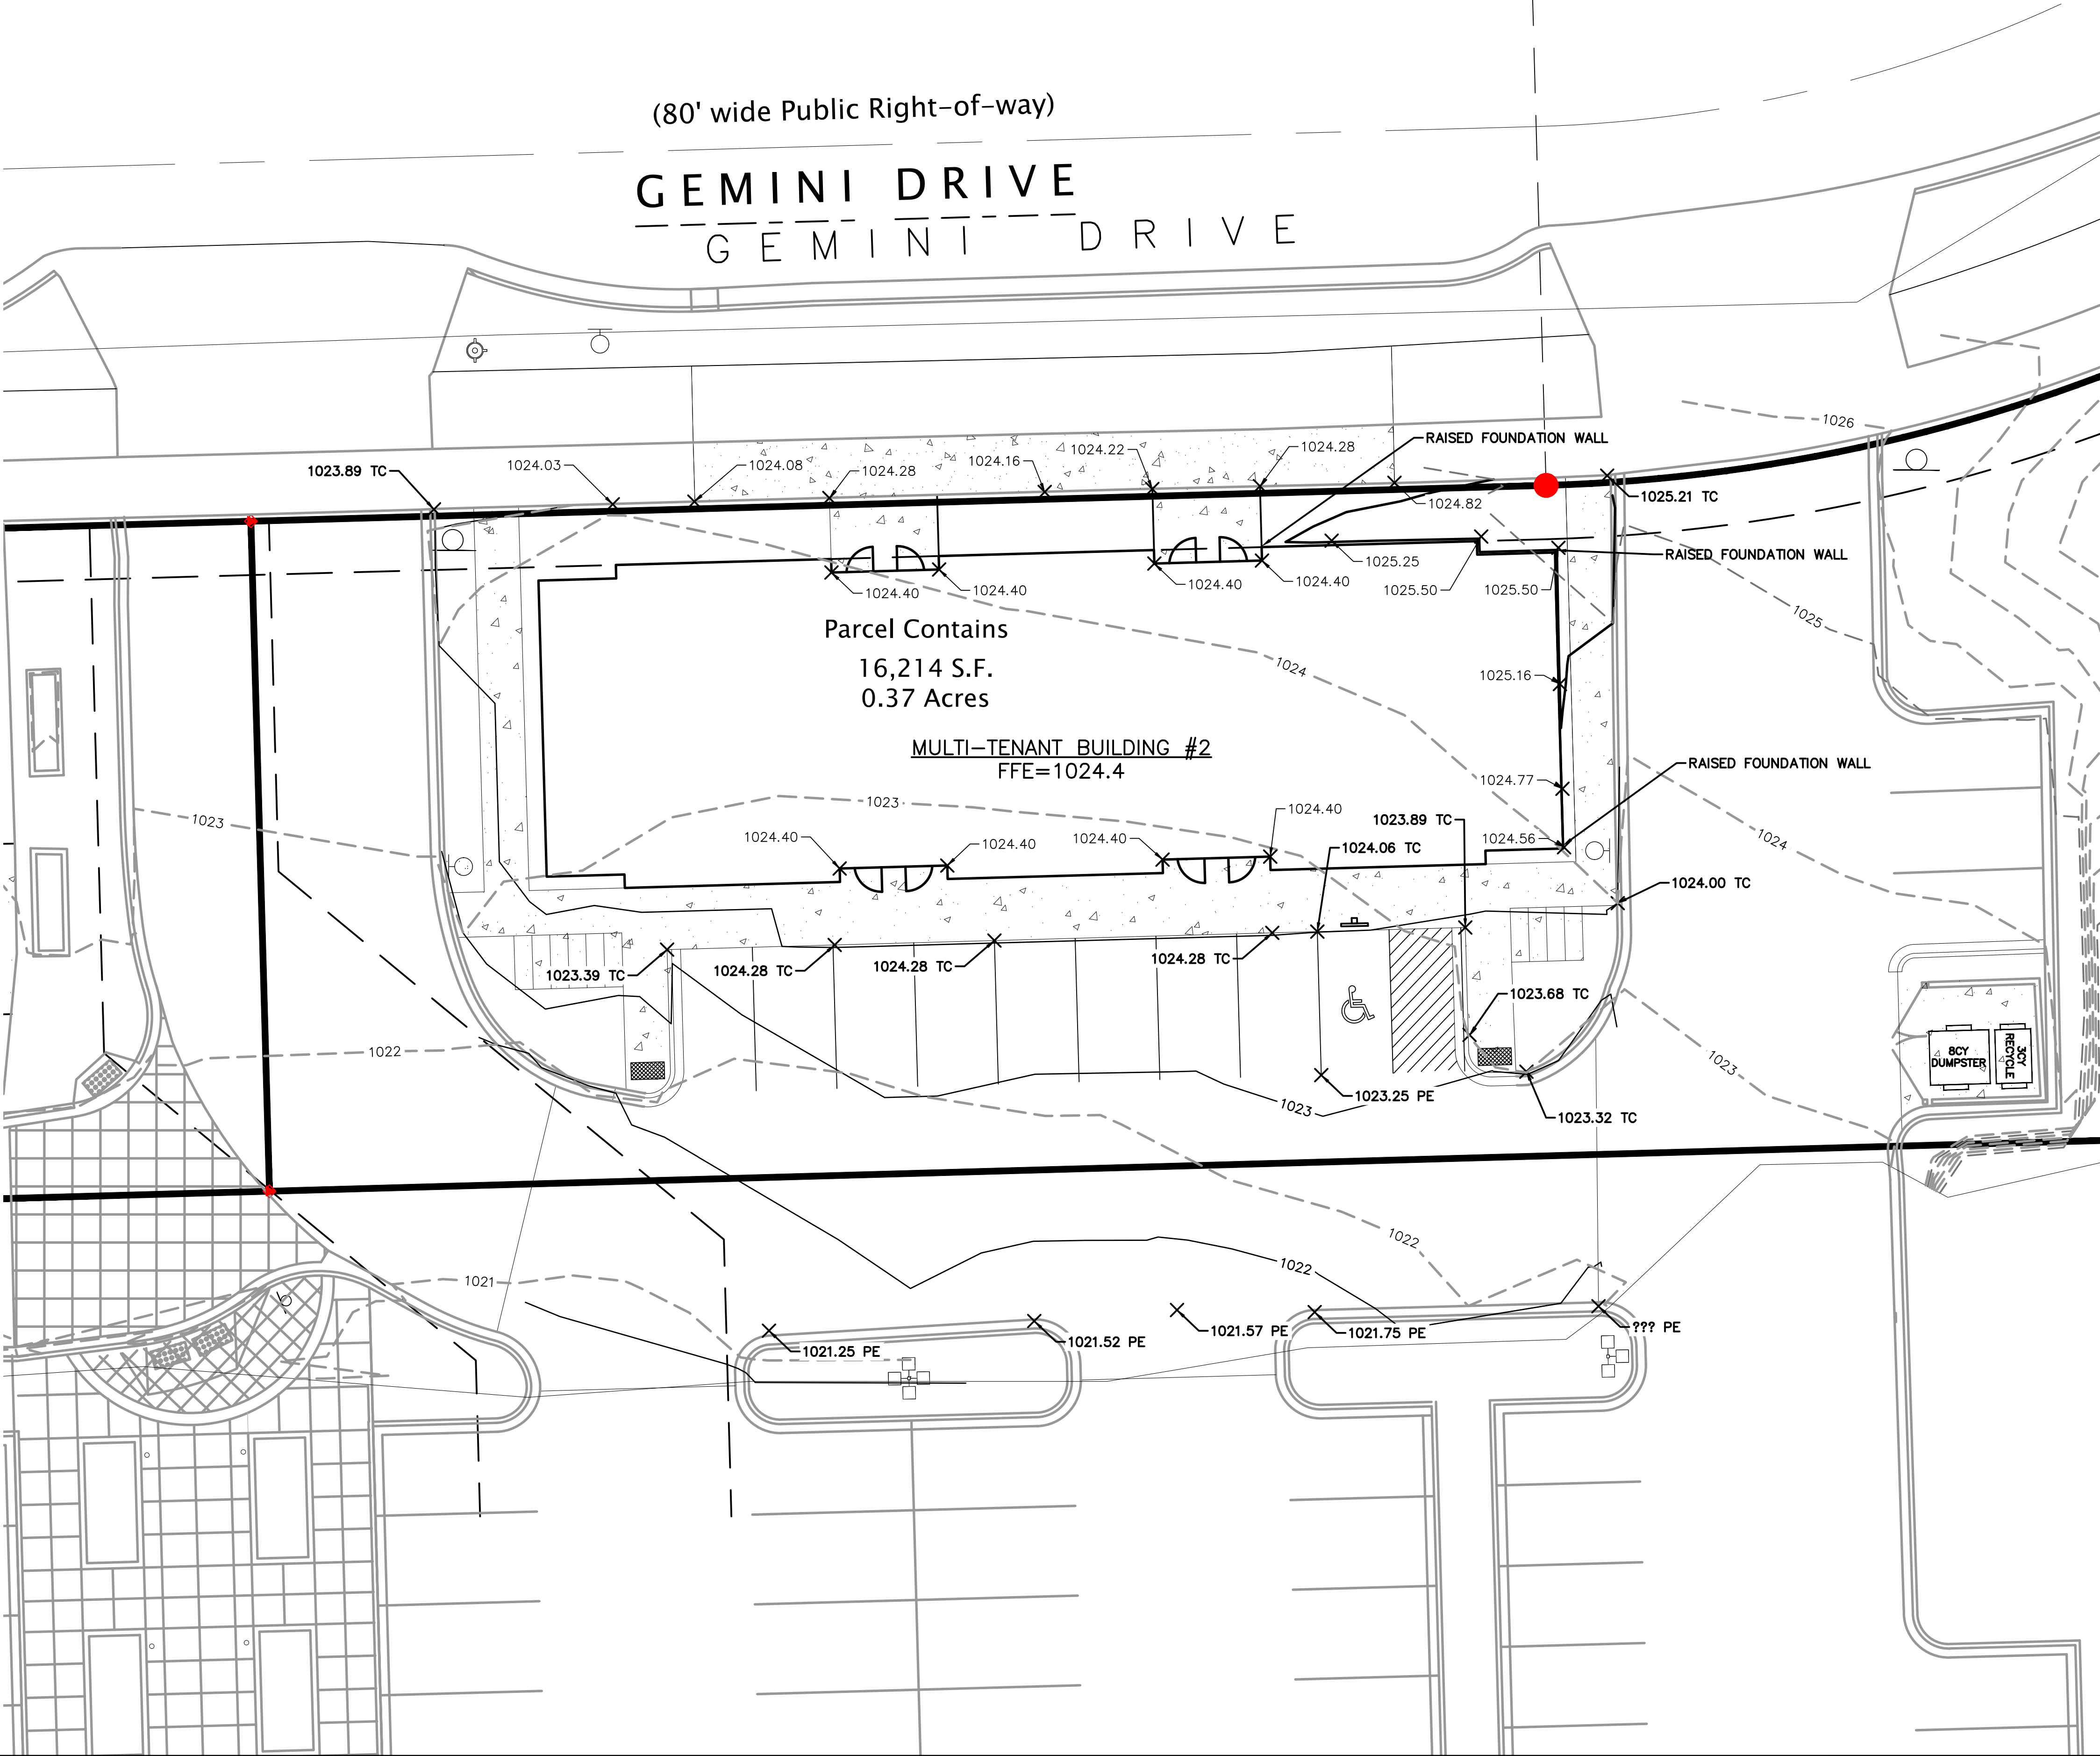 (80' wide Public Right-of-way)
GEMINI DRIVE
GEMINI DRIVE
1026
RAISED FOUNDATION WALL
1024.28
1024.22
1024.16
1024.08
1024.03
1023.89 TC
1024.28
1024.82
1025.21 TC
RAISED FOUNDATION WALL
1025.25
1025.50
1025.50
1024.40
1024.40
1024.40
1024.40
1025
Parcel Contains
16,214 S.F.
0.37 Acres
1024
1025.16
MULTI-TENANT BUILDING #2
FFE=1024.4
RAISED FOUNDATION WALL
1024.77
1023
1023
1024.40
1024.40
1024.40
1024.40
1023.89 TC
1024.06 TC
1024.56
1024
1024.00 TC
1024.28 TC
1024.28 TC
1024.28 TC
1023.39 TC
1023.68 TC
1022
8CY
DUMPSTER
3CY
RECYCLE
1023
1023.25 PE
1023
1023.32 TC
1022
1022
1021
6
1021.25 PE
1021.52 PE
1021.57 PE
1021.75 PE
??? PE